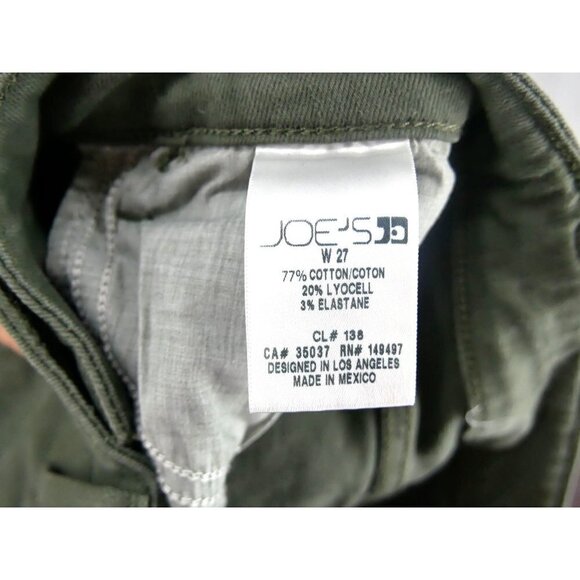 JOE'S
W 27
77% COTTON/COTON
20% LYOCELL
3% ELASTANE
CL# 138
CA# 35037 RN# 149497
DESIGNED IN LOS ANGELES
MADE IN MEXICO